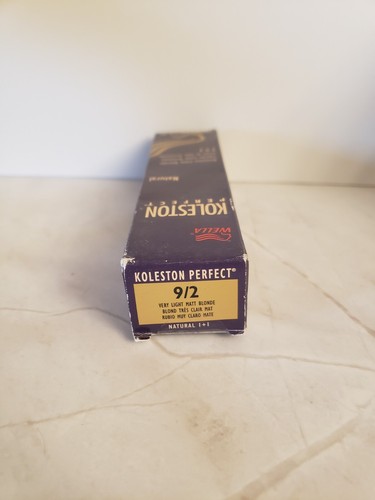 Natural
KOLESTON
PERFECT
WELLA
KOLESTON PERFECT®
9/2
VERY LIGHT MATT BLONDE
BLOND TRÈS CLAIR MAT
RUBIO MUY CLARO MATE
NATURAL 1+1